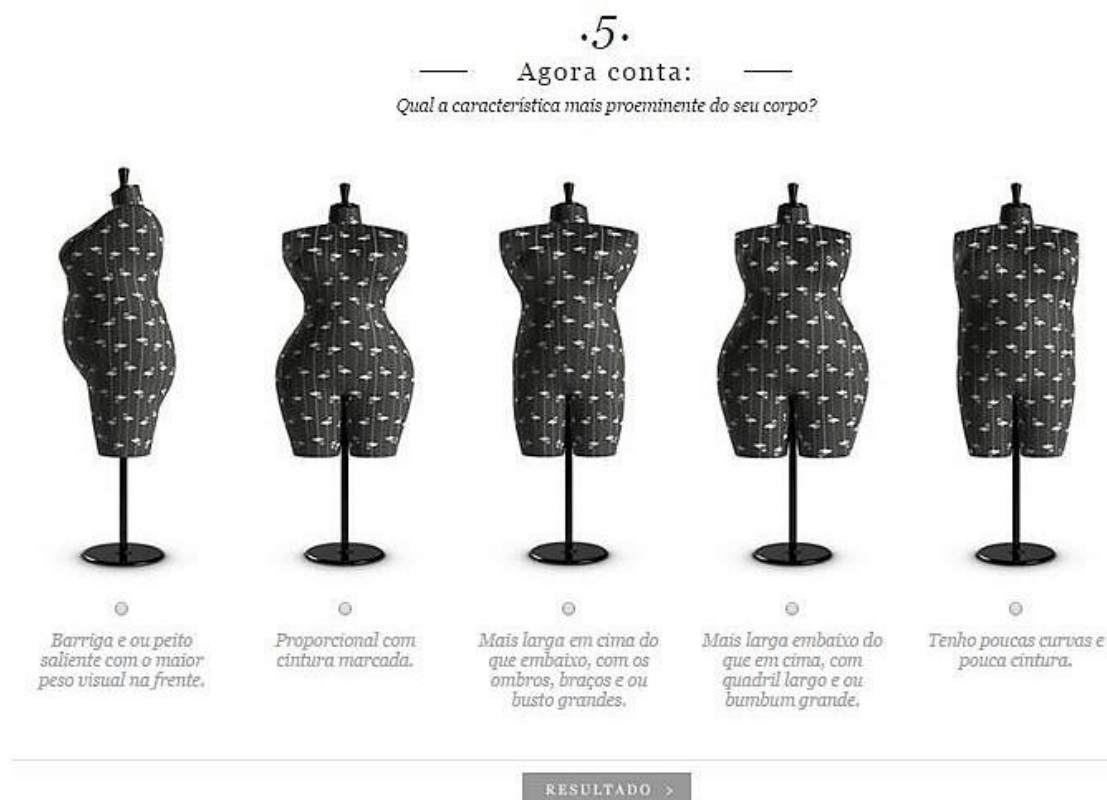 ·5·
Agora conta:
Qual a característica mais proeminente do seu corpo?
Barriga e ou peito
saliente com o maior
peso visual na frente.
Proporcional com
cintura marcada.
Mais larga em cima do
que embaixo, com os
ombros, braços e ou
busto grandes.
Mais larga embaixo do
que em cima, com
quadril largo e ou
bumbum grande.
Tenho poucas curvas e
pouca cintura.
RESULTADO >